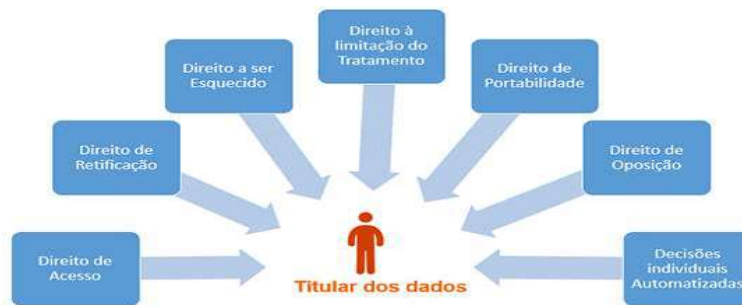 Direito de
Acesso
Direito de
Retificação
Direito a ser
Esquecido
Direito à
limitação do
Tratamento
Direito de
Portabilidade
Direito de
Oposição
Decisões
individuais
Automatizadas
Titular dos dados